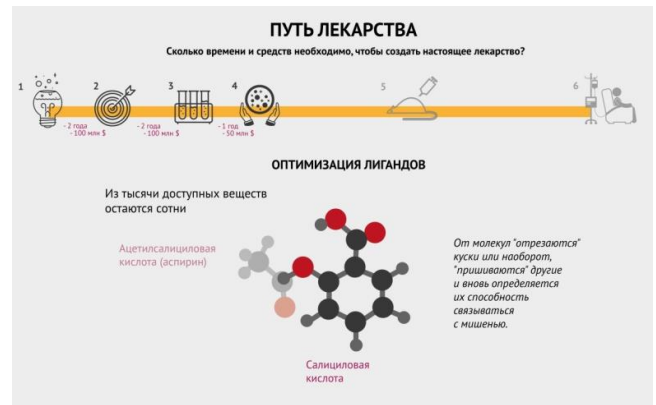 ПУТЬ ЛЕКАРСТВА
Сколько времени и средств необходимо, чтобы создать настоящее лекарство?
1
2
3
4
5
6
- 2 года
- 100 млн $
- 2 года
- 100 млн $
- 1 год
- 50 млн $
ОПТИМИЗАЦИЯ ЛИГАНДОВ
Из тысячи доступных веществ
остаются сотни
Ацетилсалициловая
кислота (аспирин)
От молекул "отрезаются"
куски или наоборот,
"пришиваются" другие
и вновь определяется
их способность
связываться
с мишенью.
Салициловая
кислота